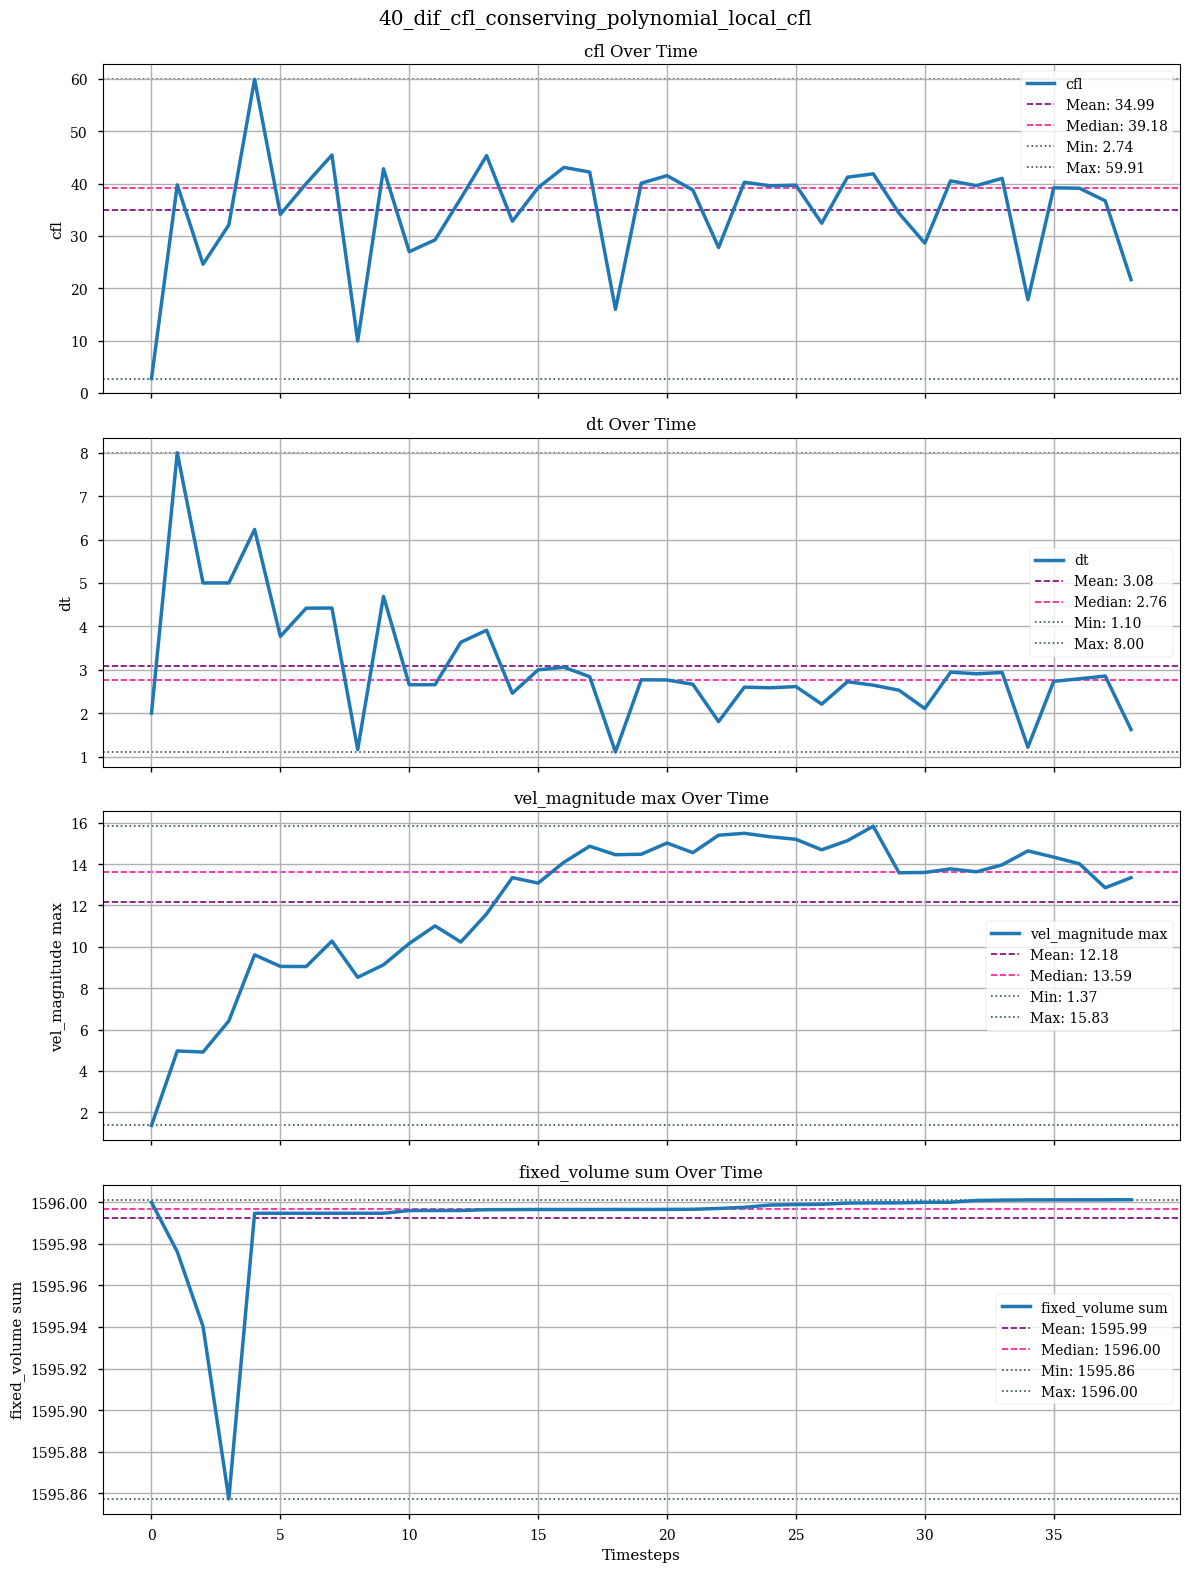 40_dif_cfl_conserving_polynomial_local_cfl
cfl Over Time
60
50
40
30
20
10
0
cfl
cfl
Mean: 34.99
Median: 39.18
Min: 2.74
Max: 59.91
dt Over Time
8
7
6
5
4
3
2
1
dt
dt
Mean: 3.08
Median: 2.76
Min: 1.10
Max: 8.00
vel_magnitude max Over Time
16
14
12
10
8
6
4
2
vel_magnitude max
vel_magnitude max
Mean: 12.18
Median: 13.59
Min: 1.37
Max: 15.83
fixed_volume sum Over Time
1596.00
1595.98
1595.96
1595.94
1595.92
1595.90
1595.88
1595.86
fixed_volume sum
fixed_volume sum
Mean: 1595.99
Median: 1596.00
Min: 1595.86
Max: 1596.00
0 5 10 15 20 25 30 35
Timesteps